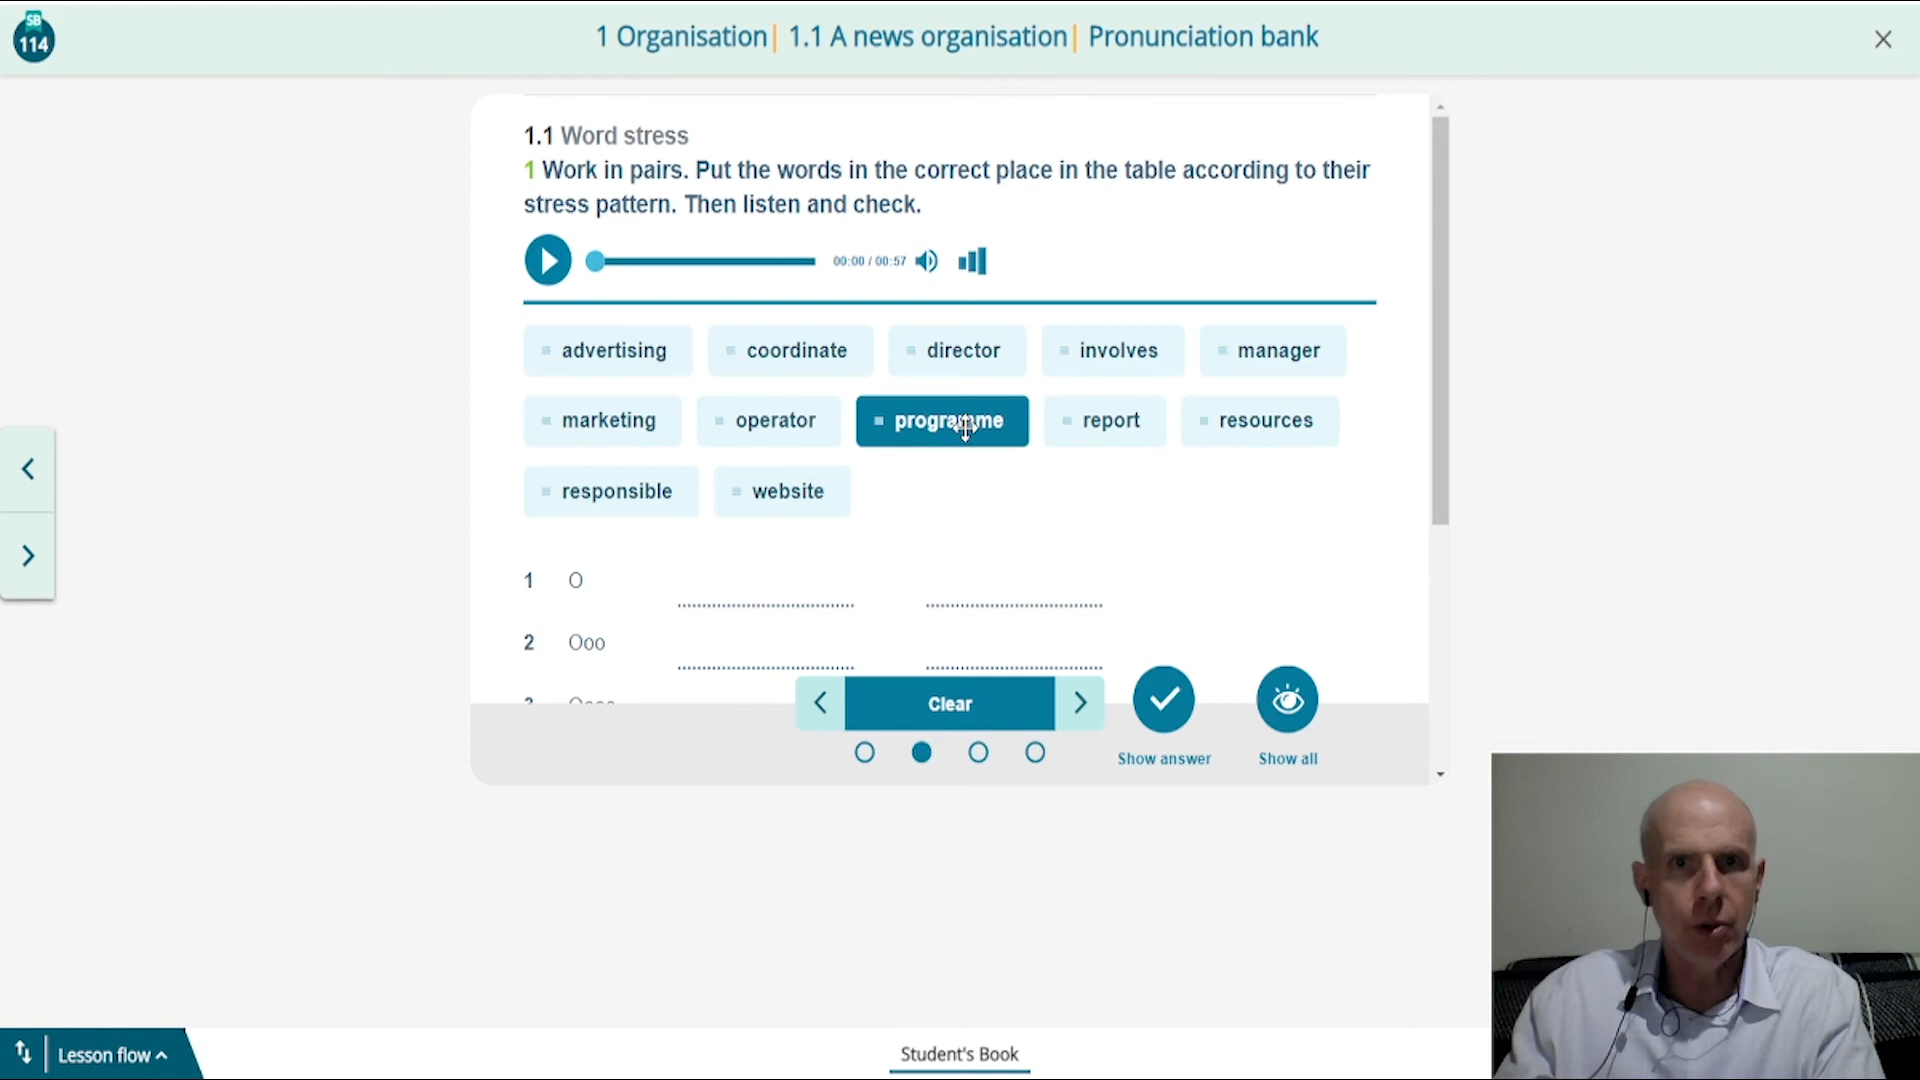 SB
114
1 Organisation| 1.1 A news organisation| Pronunciation bank
1.1 Word stress
1 Work in pairs. Put the words in the correct place in the table according to their
stress pattern. Then listen and check.
00:00 / 00:57
advertising coordinate director involves manager
marketing operator programme report resources
responsible website
1 O
2 Ooo
Clear
Show answer Show all
Lesson flow
Student's Book